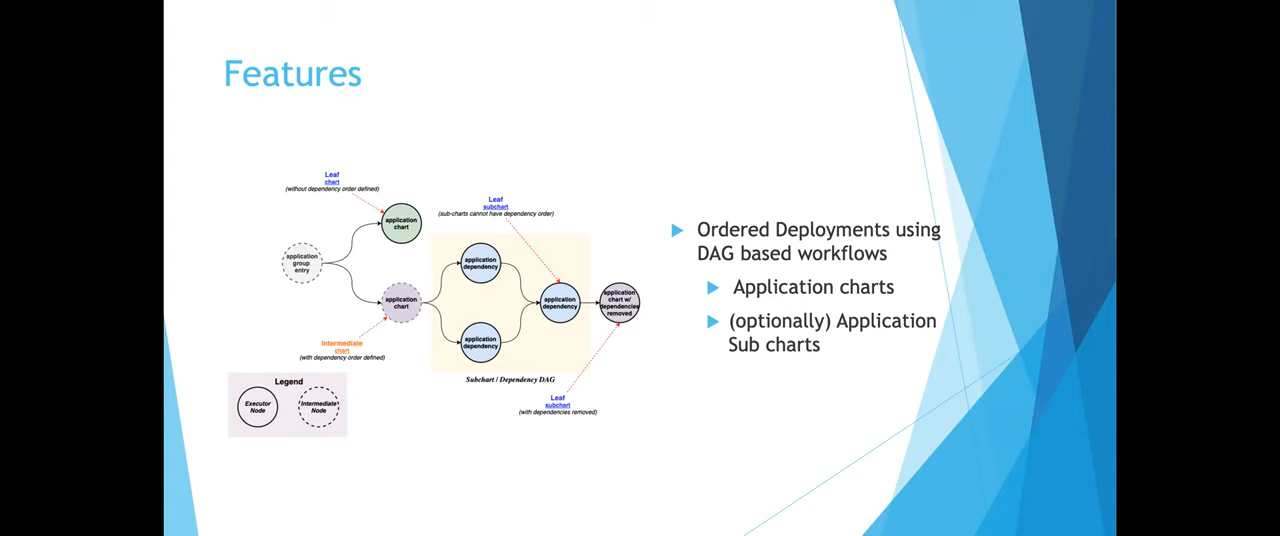 Features
Leaf
chart
(without dependency order defined)
application
chart
Leaf
subchart
(sub-charts cannot have dependency order)
application
group
entry
application
dependency
application
chart
application
dependency
application
chart w/
dependencies
removed
application
dependency
Intermediate
chart
(with dependency order defined)
Subchart / Dependency DAG
Leaf
subchart
(with dependencies removed)
Legend
Executor
Node
Intermediate
Node
Ordered Deployments using
DAG based workflows
Application charts
(optionally) Application
Sub charts